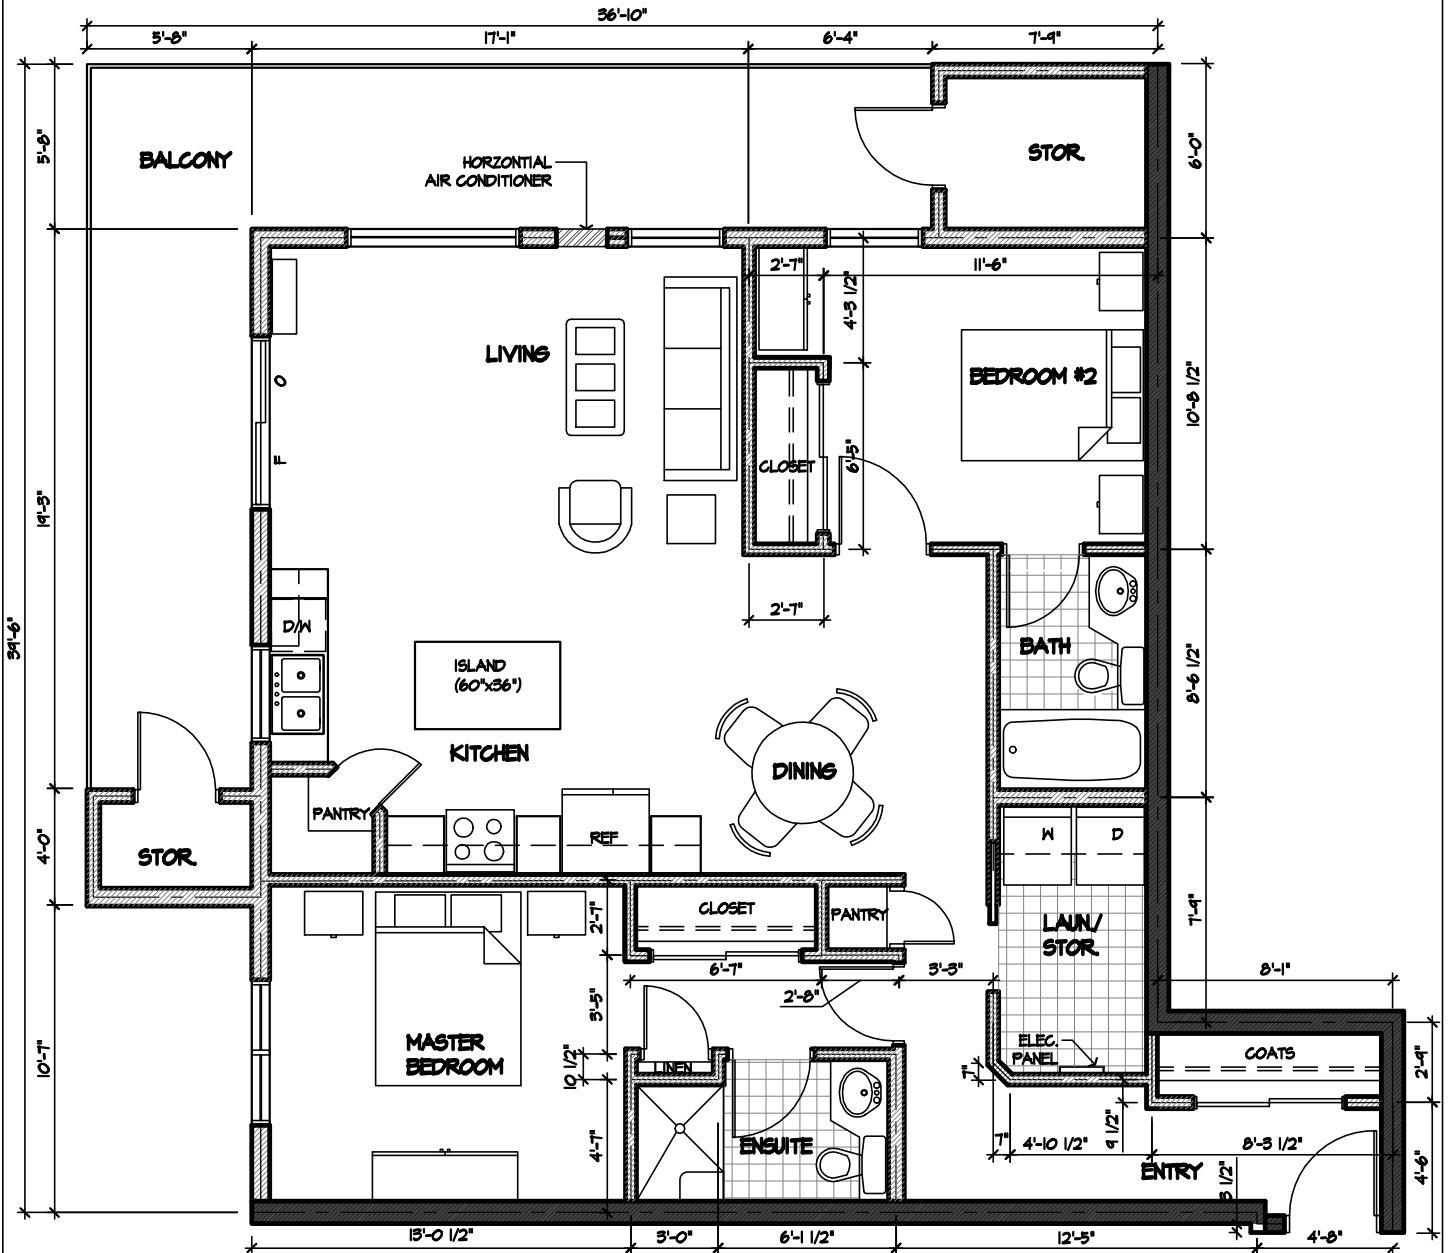 36'-10"
5'-8"
17'-1"
6'-4"
7'-9"
5'-8"
BALCONY
HORZONTIAL
AIR CONDITIONER
STOR.
6'-0"
2'-7"
11'-6"
4'-3 1/2"
LIVING
O
F
BEDROOM #2
10'-8 1/2"
CLOSET
6'-5"
19'-3"
39'-6"
2'-7"
D/W
ISLAND
(60"x36")
BATH
8'-6 1/2"
KITCHEN
DINING
PANTRY
REF
W
D
4'-0"
STOR.
2'-7"
CLOSET
PANTRY
LAUN./
STOR.
7'-9"
6'-7"
3'-3"
8'-1"
2'-8"
3'-5"
10'-7"
MASTER
BEDROOM
10 1/2"
LINEN
ELEC.
PANEL
COATS
2'-9"
7"
4'-7"
ENSUITE
7"
4'-10 1/2"
9 1/2"
8'-3 1/2"
ENTRY
3 1/2"
4'-6"
13'-0 1/2"
3'-0"
6'-1 1/2"
12'-5"
4'-8"